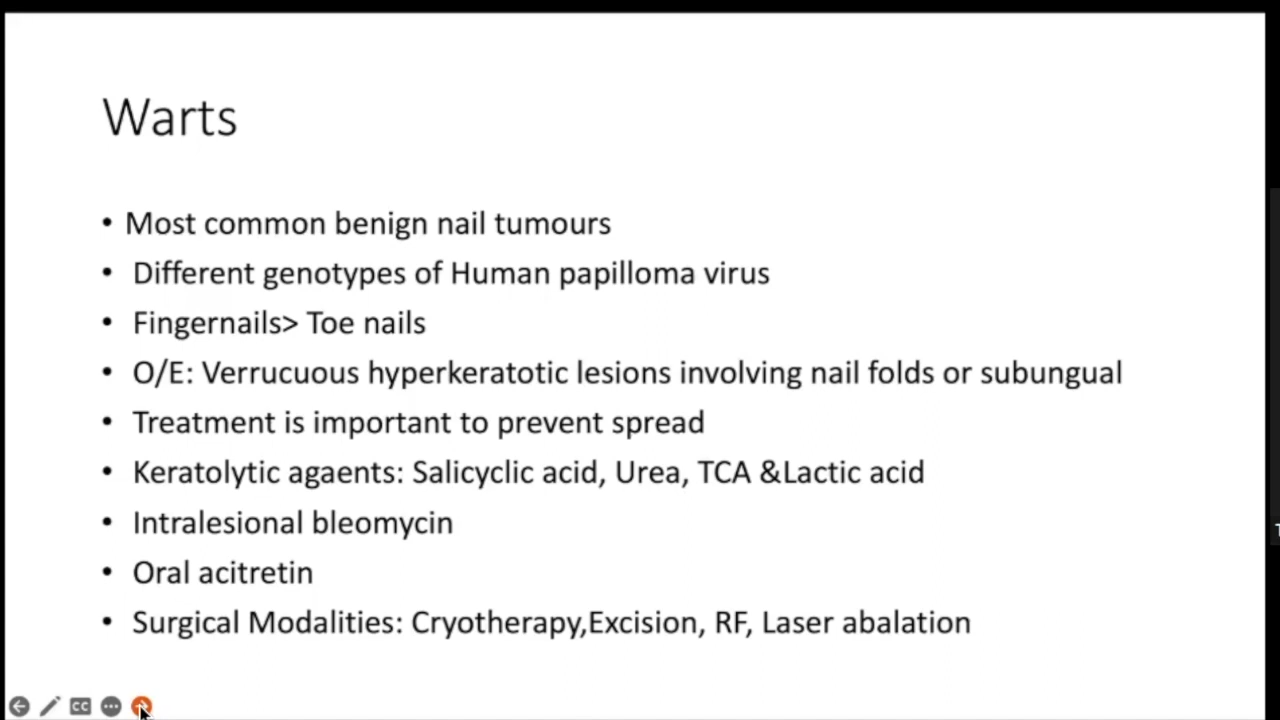 Warts
• Most common benign nail tumours
• Different genotypes of Human papilloma virus
• Fingernails> Toe nails
• O/E: Verrucuous hyperkeratotic lesions involving nail folds or subungual
• Treatment is important to prevent spread
• Keratolytic agaents: Salicyclic acid, Urea, TCA &Lactic acid
• Intralesional bleomycin
• Oral acitretin
• Surgical Modalities: Cryotherapy,Excision, RF, Laser abalation
CC